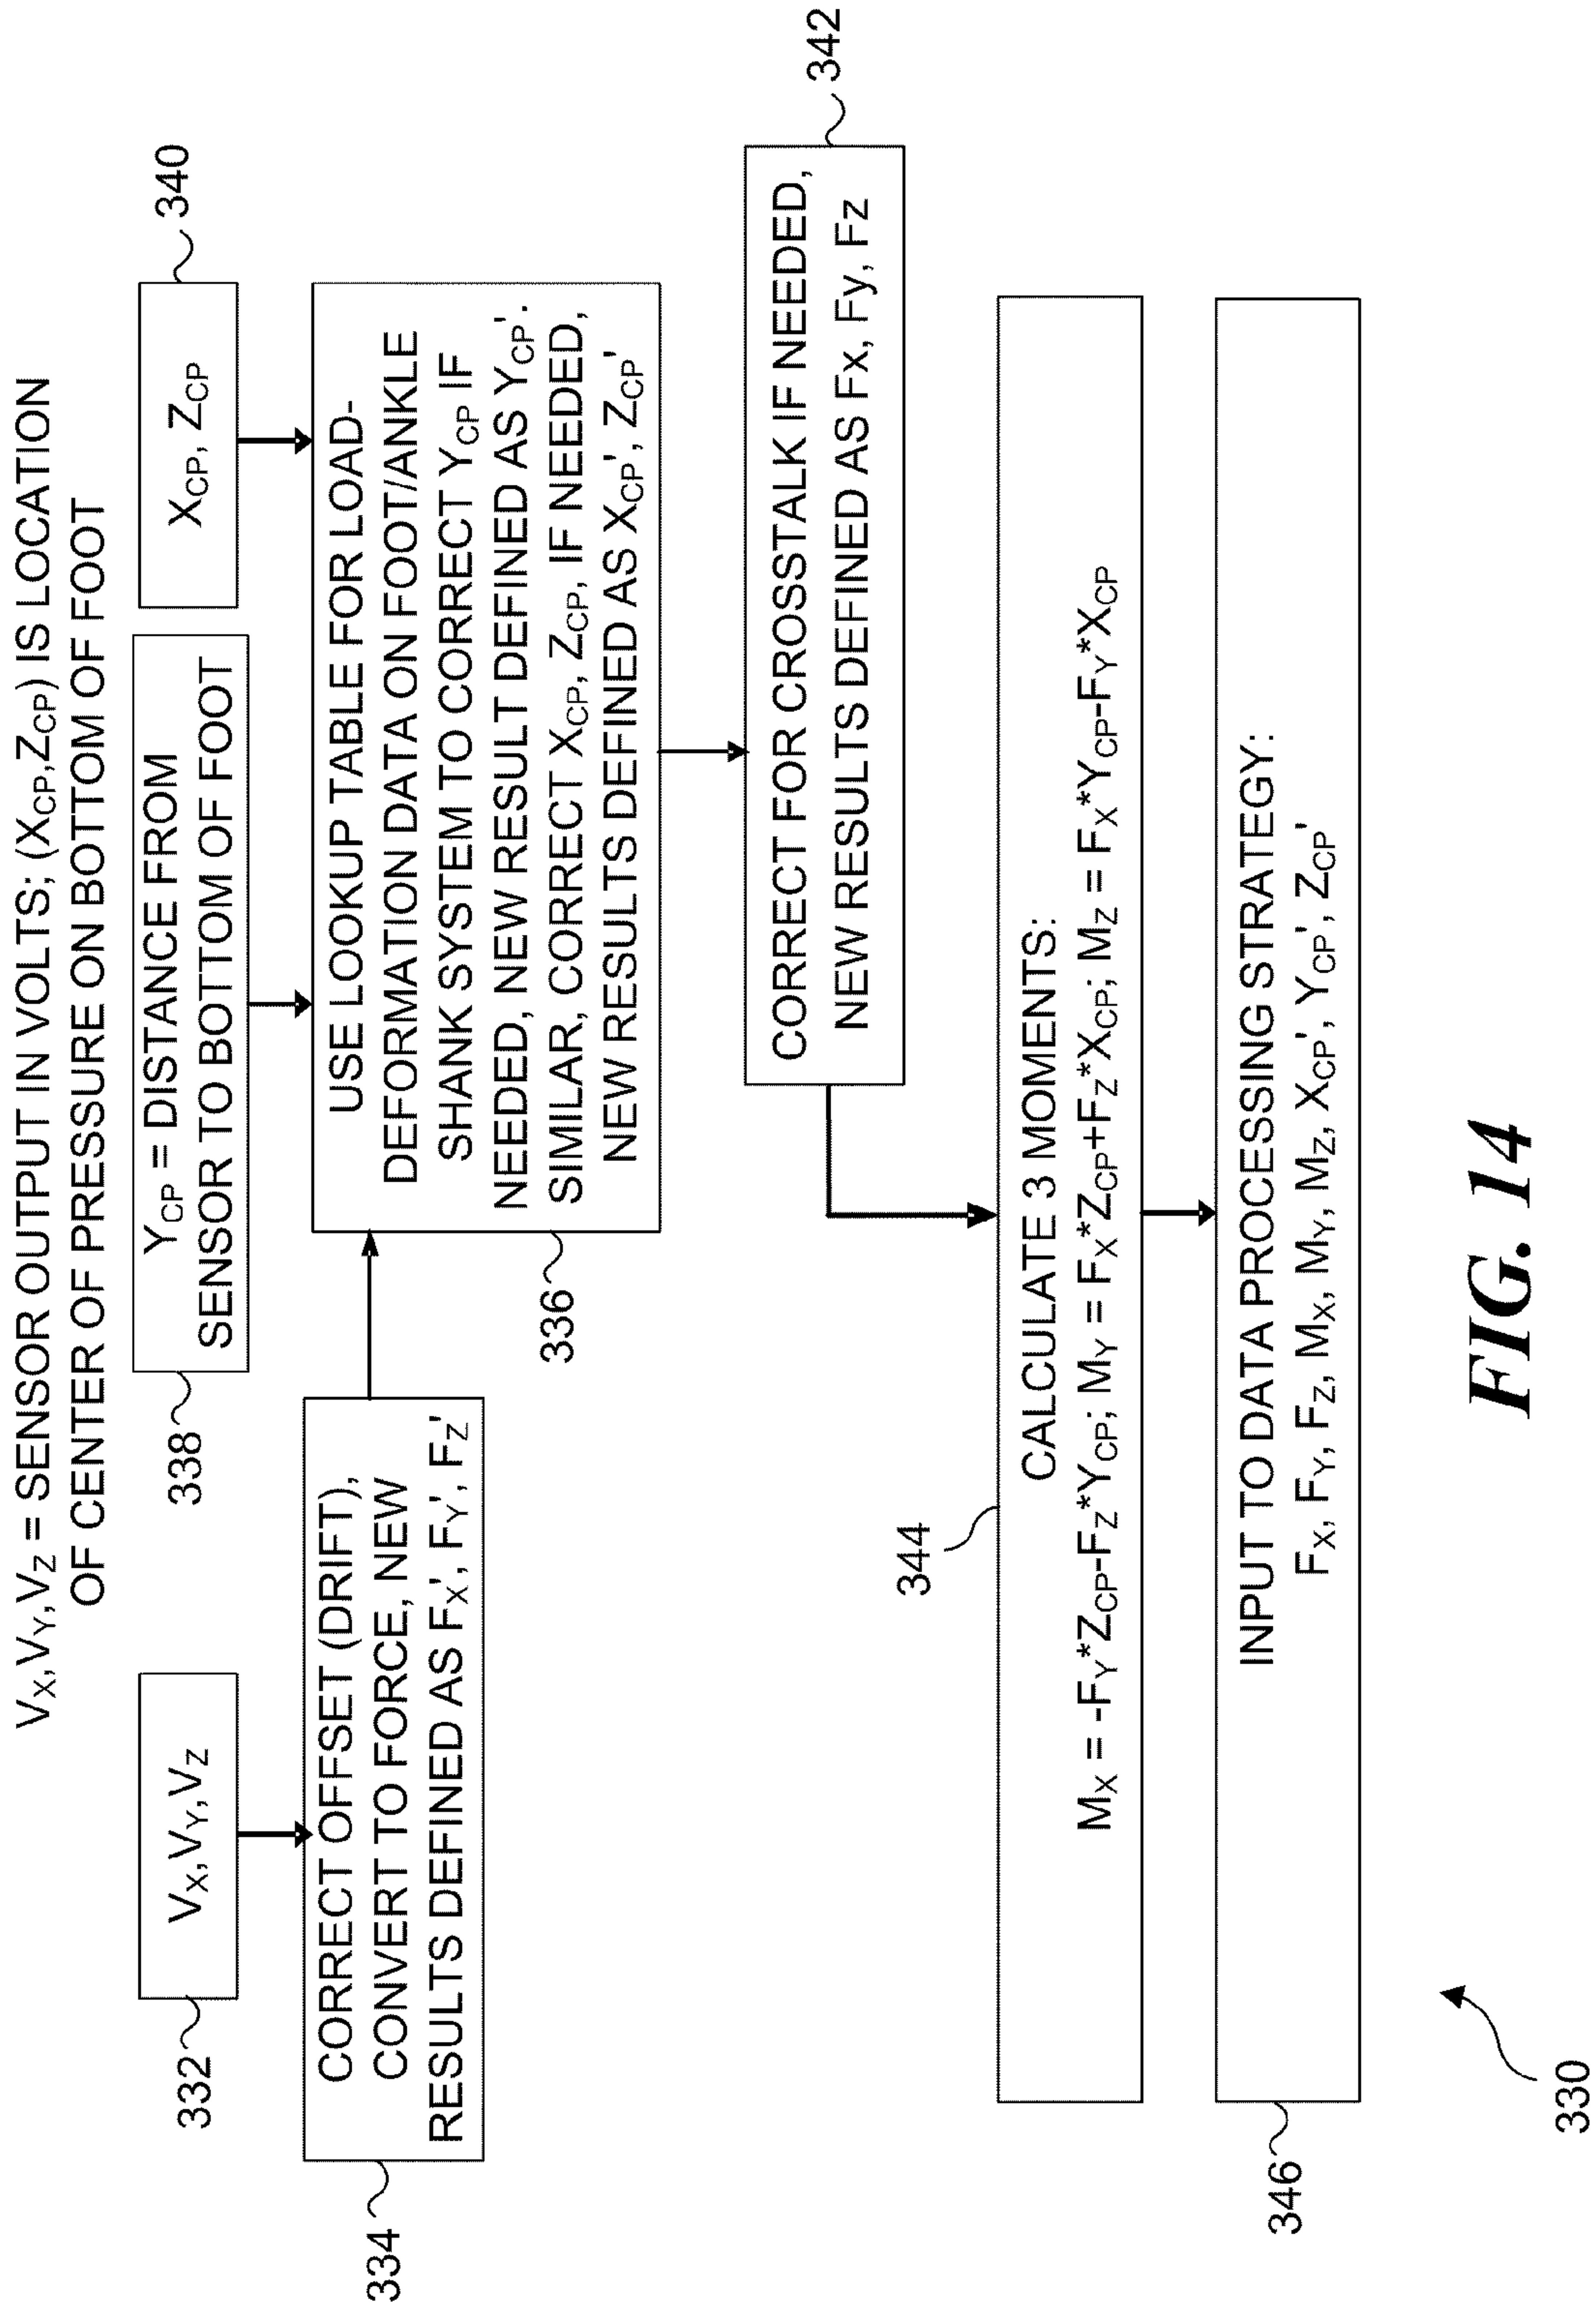 V_X,V_Y,V_Z = SENSOR OUTPUT IN VOLTS; (X_CP,Z_CP) IS LOCATION
OF CENTER OF PRESSURE ON BOTTOM OF FOOT
332
V_X,V_Y,V_Z
338
Y_CP = DISTANCE FROM
SENSOR TO BOTTOM OF FOOT
X_CP, Z_CP
340
334
CORRECT OFFSET (DRIFT),
CONVERT TO FORCE, NEW
RESULTS DEFINED AS F_X', F_Y', F_Z'
336
USE LOOKUP TABLE FOR LOAD-
DEFORMATION DATA ON FOOT/ANKLE
SHANK SYSTEM TO CORRECT Y_CP IF
NEEDED, NEW RESULT DEFINED AS Y_CP'.
SIMILAR, CORRECT X_CP, Z_CP, IF NEEDED,
NEW RESULTS DEFINED AS X_CP', Z_CP'
CORRECT FOR CROSSTALK IF NEEDED,
NEW RESULTS DEFINED AS Fx, Fy, Fz
342
344
CALCULATE 3 MOMENTS:
M_X = -F_Y*Z_CP-F_Z*Y_CP; M_Y = F_X*Z_CP+F_Z*X_CP; M_Z = F_X*Y_CP-F_Y*X_CP
346
INPUT TO DATA PROCESSING STRATEGY:
F_X, F_Y, F_Z, M_X, M_Y, M_Z, X_CP', Y_CP', Z_CP'
330
FIG. 14